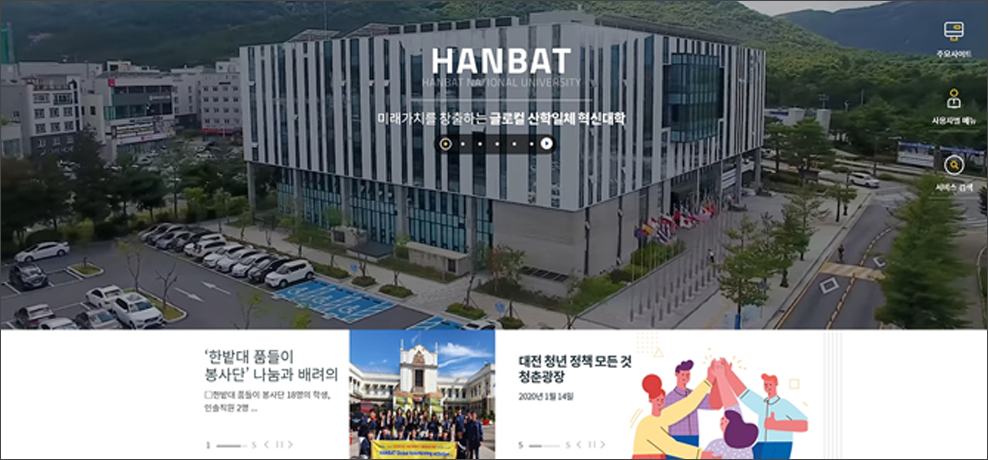 HANBAT
HANBAT NATIONAL UNIVERSITY
미래가치를 창출하는 글로컬 산학일체 혁신대학
주요사이트
사용자별 메뉴
서비스 검색
‘한밭대 품들이
봉사단’ 나눔과 배려의
□한밭대 품들이 봉사단 18명의 학생,
인솔직원 2명 ...
1 5
HANBAT Global Volunteering
대전 청년 정책 모든 것
청춘광장
2020년 1월 14일
5 5